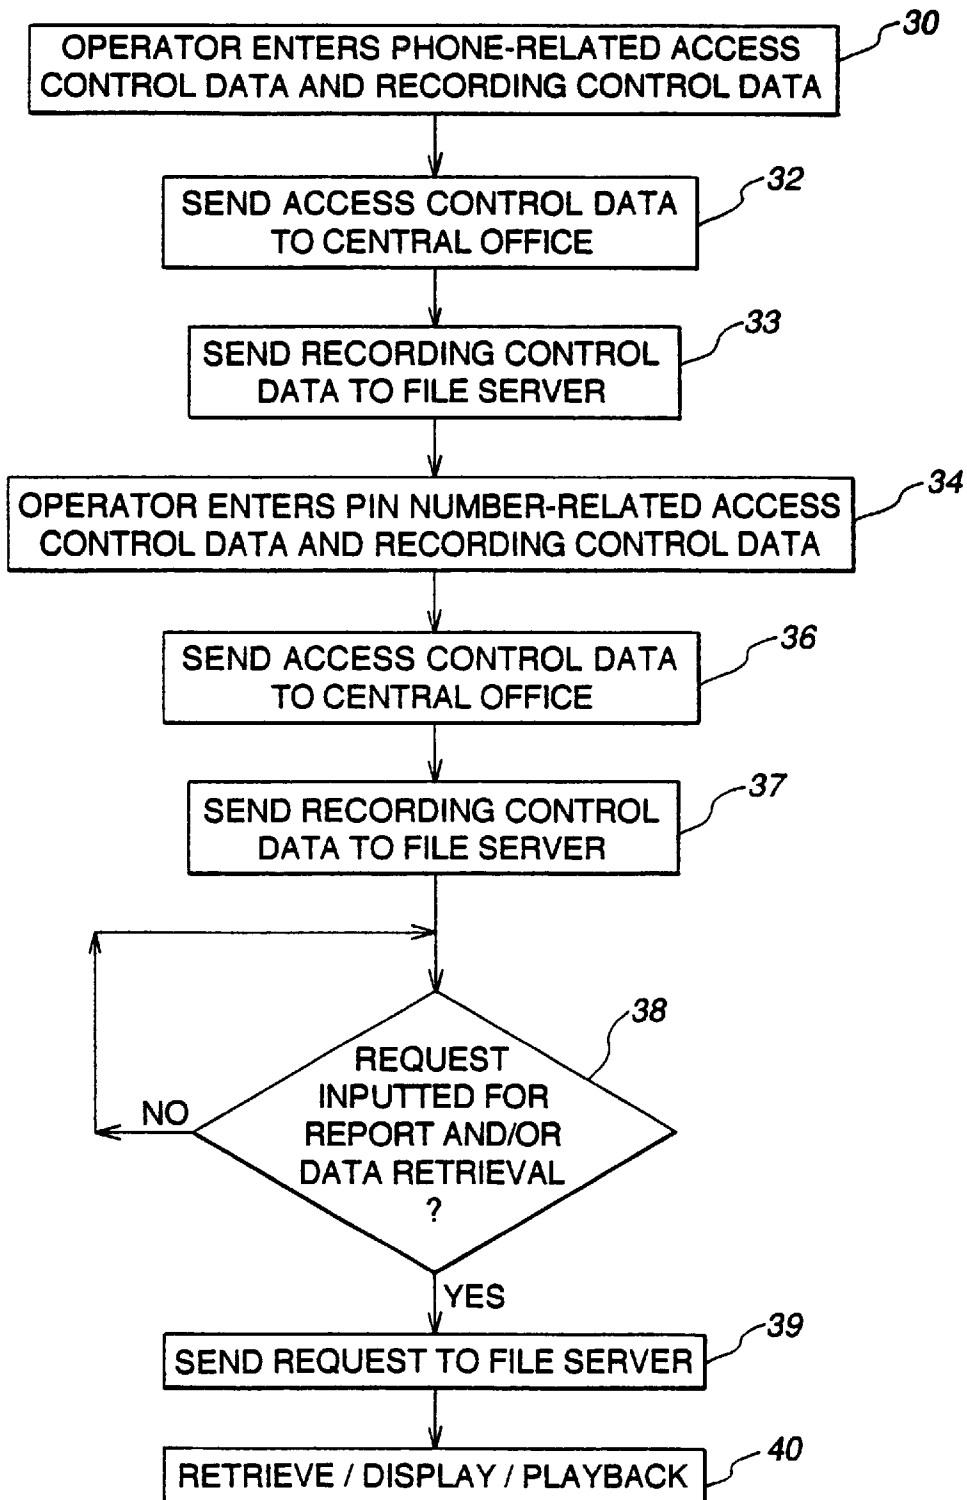 30
OPERATOR ENTERS PHONE-RELATED ACCESS
CONTROL DATA AND RECORDING CONTROL DATA
32
SEND ACCESS CONTROL DATA
TO CENTRAL OFFICE
33
SEND RECORDING CONTROL
DATA TO FILE SERVER
34
OPERATOR ENTERS PIN NUMBER-RELATED ACCESS
CONTROL DATA AND RECORDING CONTROL DATA
36
SEND ACCESS CONTROL DATA
TO CENTRAL OFFICE
37
SEND RECORDING CONTROL
DATA TO FILE SERVER
38
REQUEST
INPUTTED FOR
REPORT AND/OR
DATA RETRIEVAL
?
NO
YES
39
SEND REQUEST TO FILE SERVER
40
RETRIEVE / DISPLAY / PLAYBACK